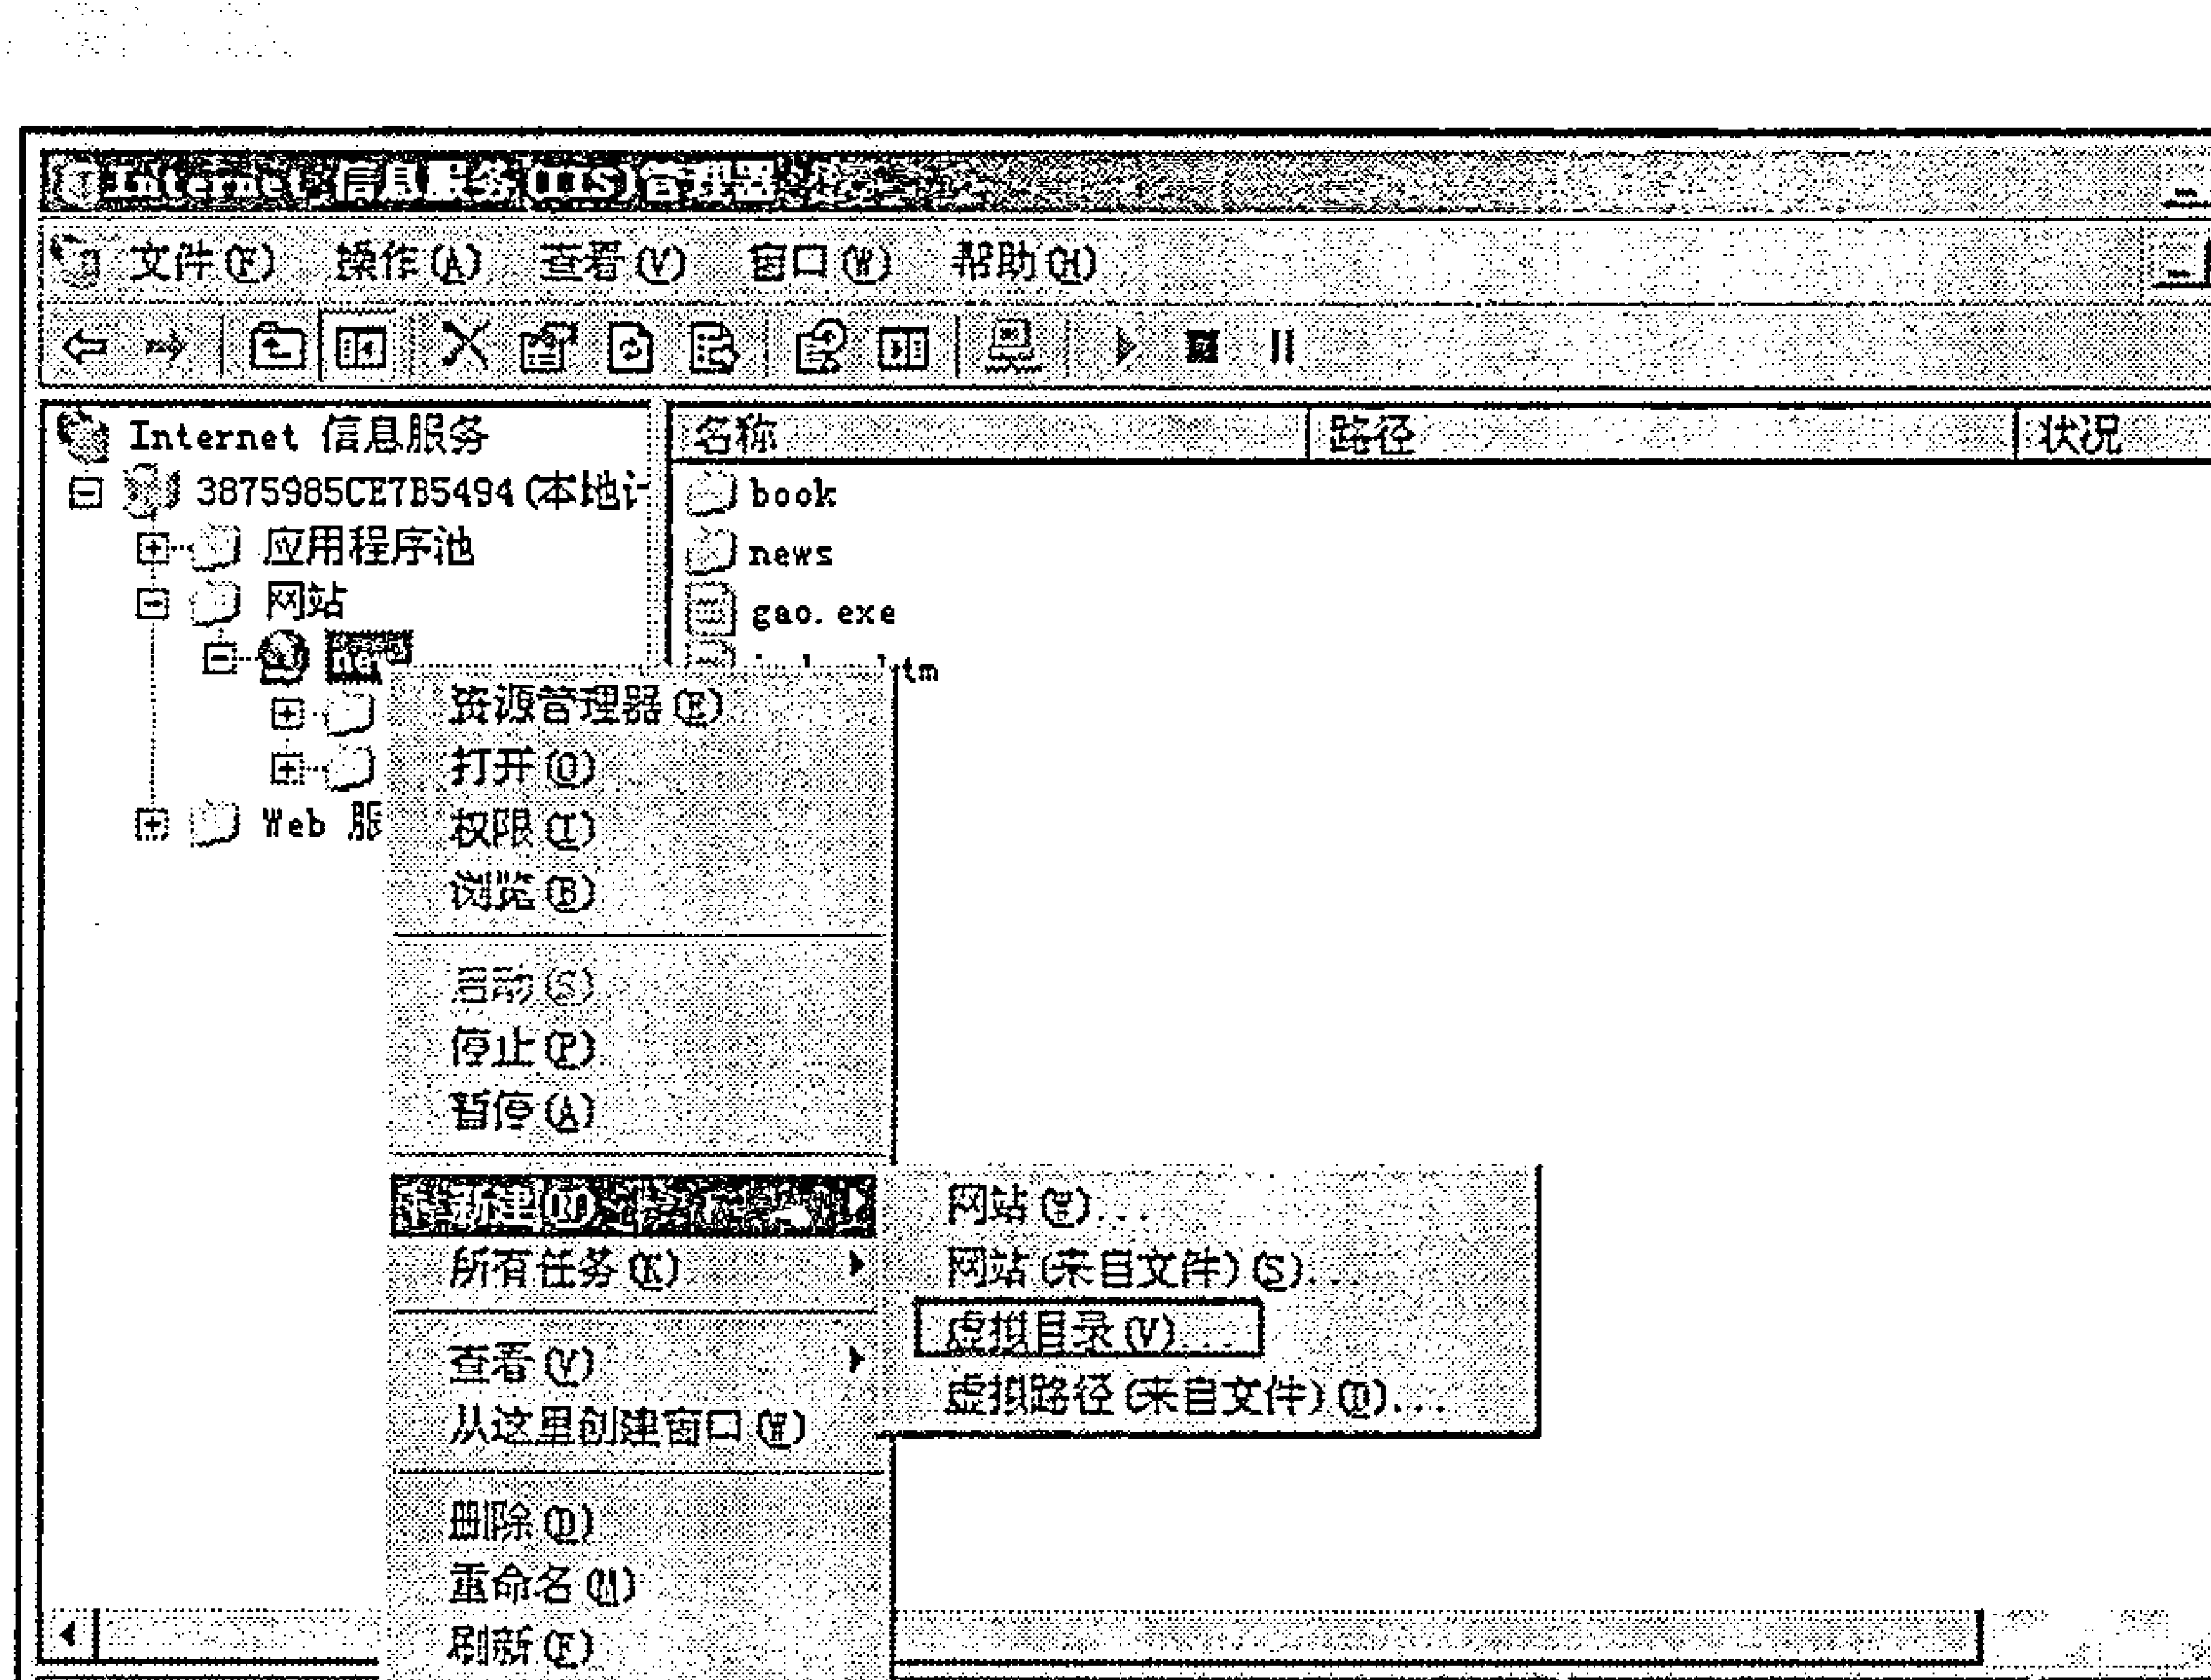 Internet 信息服务(IIS)管理器
文件(F) 操作(A) 查看(V) 窗口(W) 帮助(H)
Internet 信息服务
3875985CE7B5494(本地计
应用程序池
网站
Web 服
名称 路径 状况
book
news
gao.exe
tm
资源管理器(E)
打开(O)
权限(I)
浏览(B)
启动(S)
停止(P)
暂停(A)
新建(N)
所有任务(K)
查看(V)
从这里创建窗口(W)
删除(D)
重命名(M)
刷新(F)
网站(W)...
网站(来自文件)(S)...
虚拟目录(V)...
虚拟路径(来自文件)(D)...